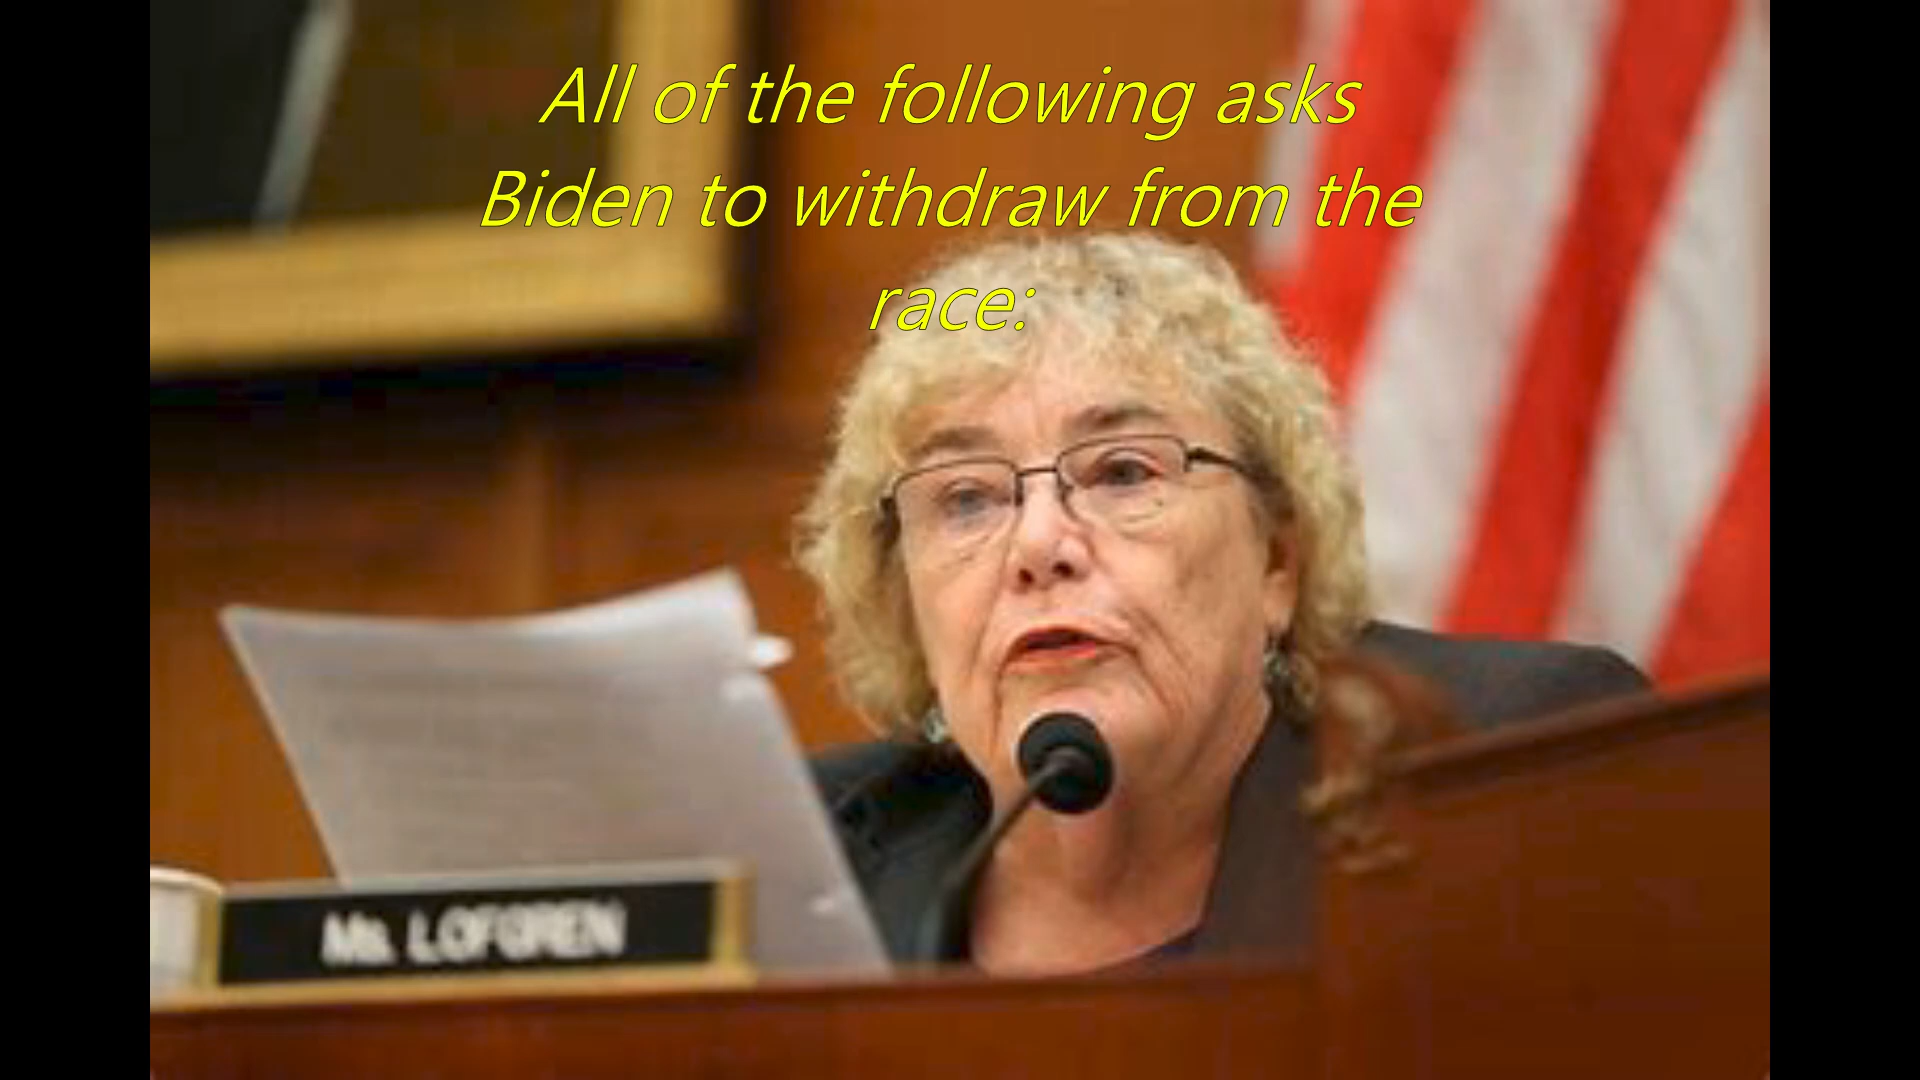 All of the following asks
Biden to withdraw from the
race:
Ms. LOFGREN